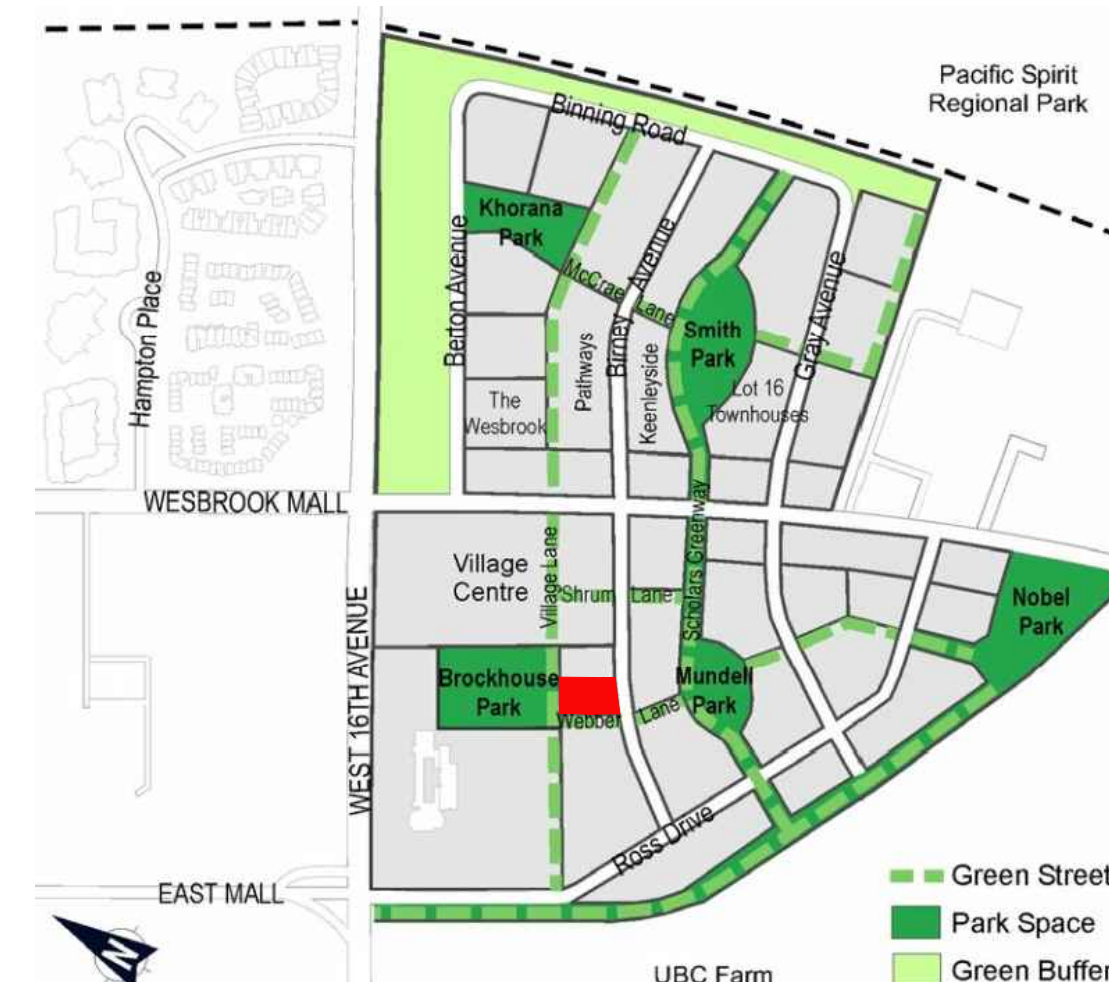 Pacific Spirit
Regional Park
Binning Road
Khorana
Park
McCrae Lane
Berton Avenue
Birney Avenue
Smith
Park
Gray Avenue
Hampton Place
Pathways
Keenleyside
Lot 16
Townhouses
The
Wesbrook
WESBROOK MALL
Village
Centre
Village Lane
Shrum Lane
Scholars Greenway
Nobel
Park
WEST 16TH AVENUE
Brockhouse
Park
Mundell
Park
Webber Lane
Ross Drive
EAST MALL
N
Green Street
Park Space
Green Buffer
UBC Farm